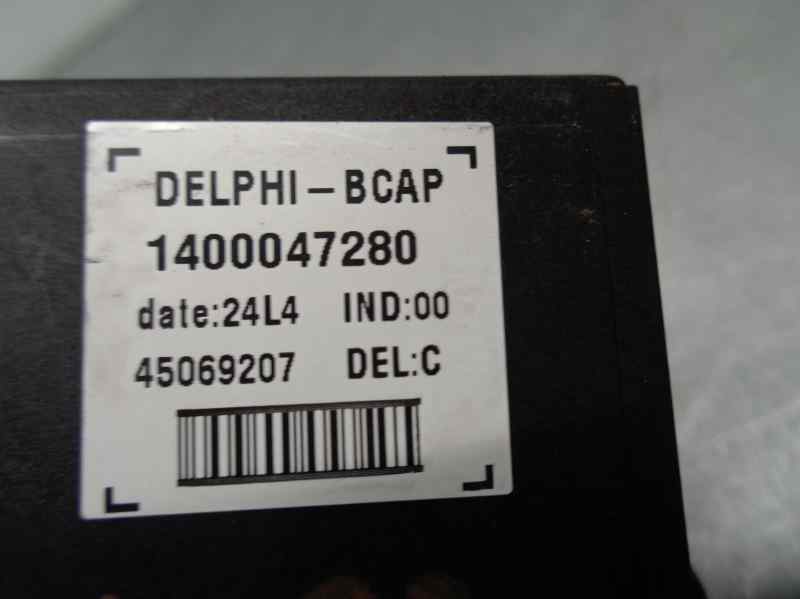 DELPHI-BCAP
1400047280
date:24L4 IND:00
45069207 DEL:C